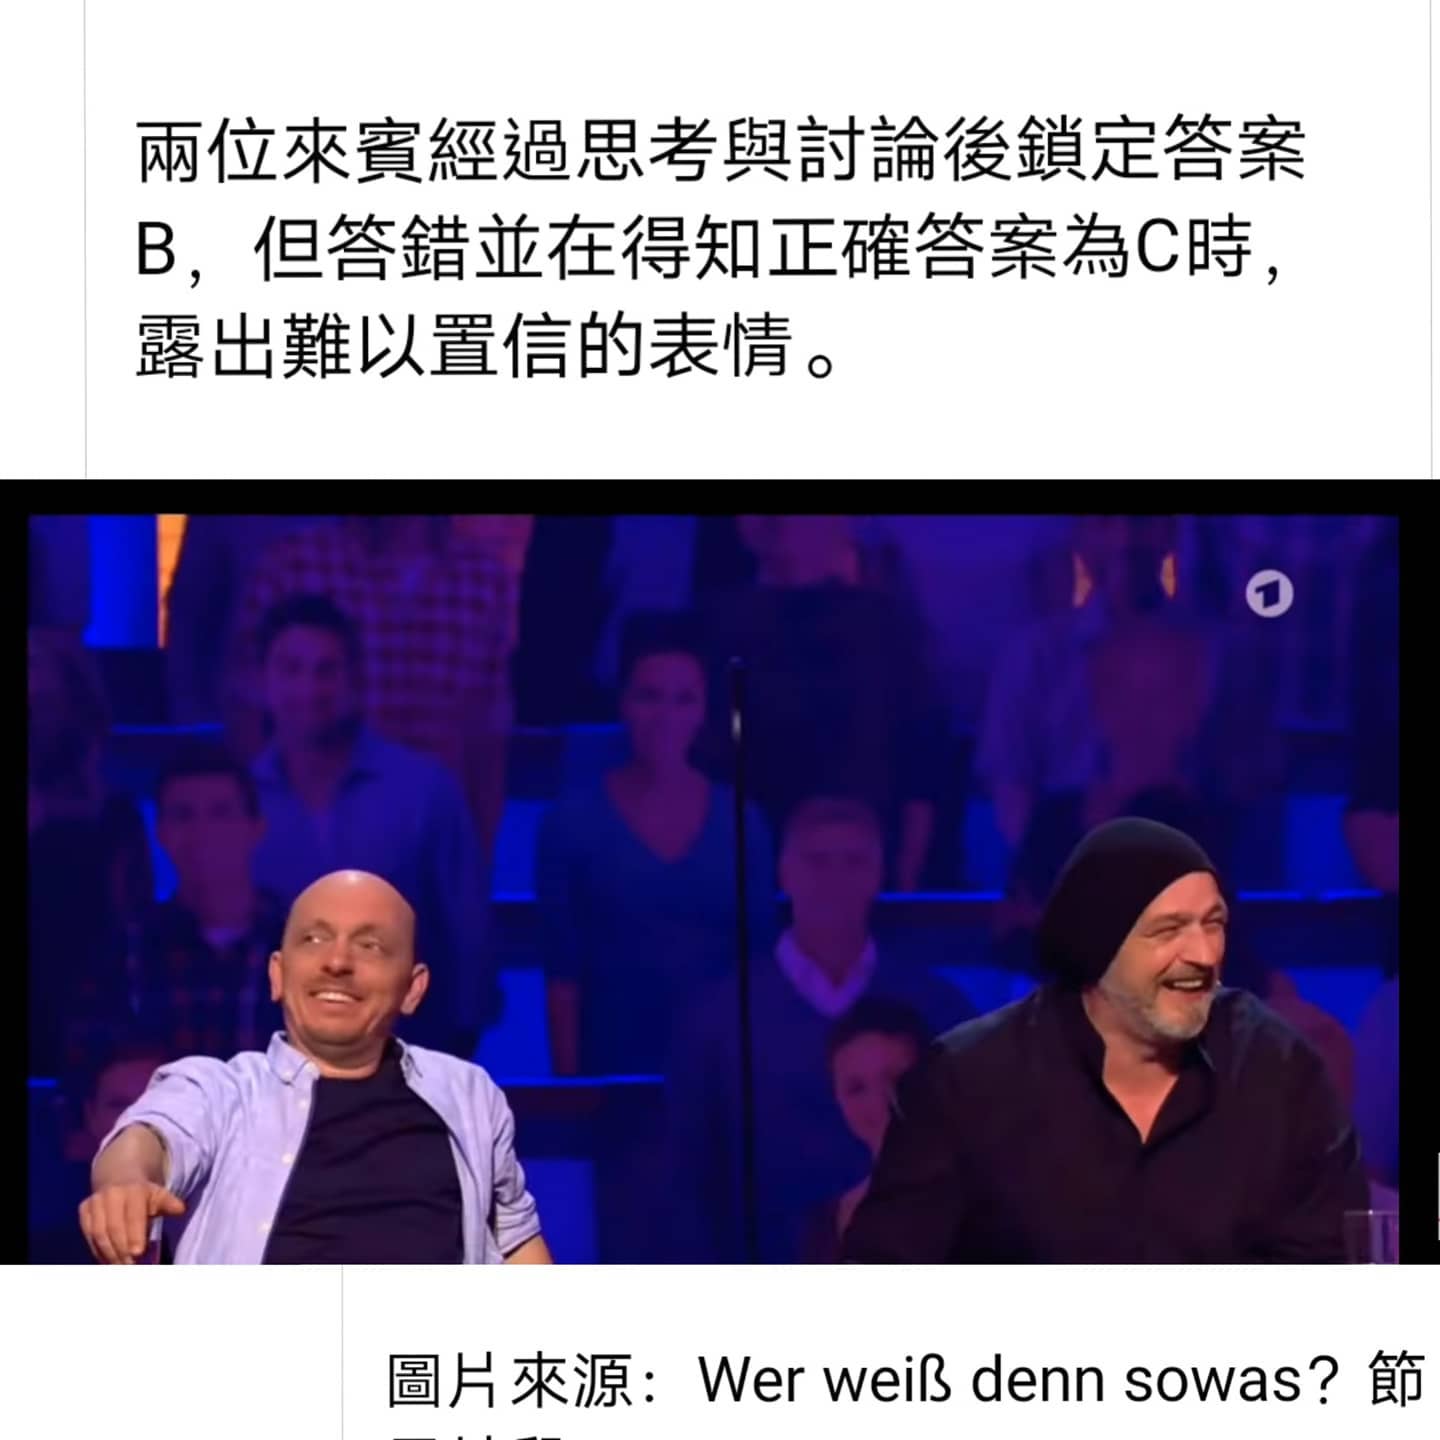 兩位來賓經過思考與討論後鎖定答案
B，但答錯並在得知正確答案為C時，
露出難以置信的表情。
1
圖片來源：Wer weiß denn sowas？節